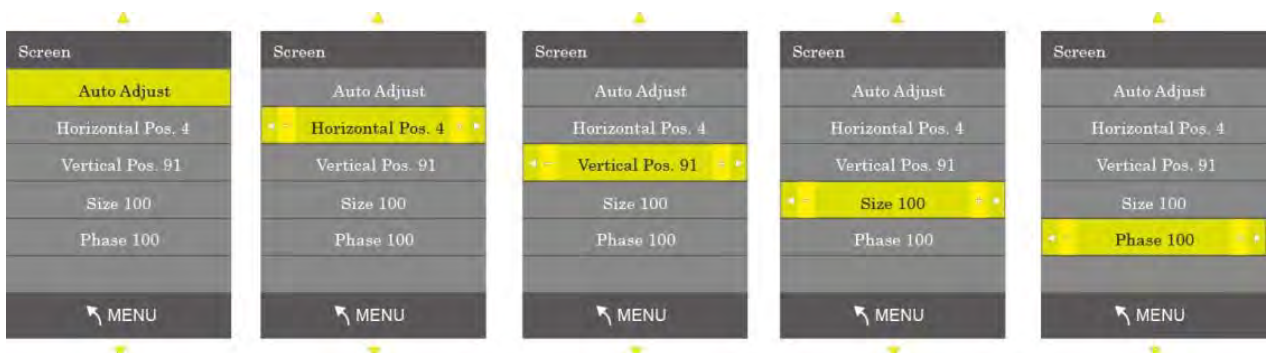 Screen
Auto Adjust
Horizontal Pos. 4
Vertical Pos. 91
Size 100
Phase 100
MENU
Screen
Auto Adjust
Horizontal Pos. 4
Vertical Pos. 91
Size 100
Phase 100
MENU
Screen
Auto Adjust
Horizontal Pos. 4
Vertical Pos. 91
Size 100
Phase 100
MENU
Screen
Auto Adjust
Horizontal Pos. 4
Vertical Pos. 91
Size 100
Phase 100
MENU
Screen
Auto Adjust
Horizontal Pos. 4
Vertical Pos. 91
Size 100
Phase 100
MENU